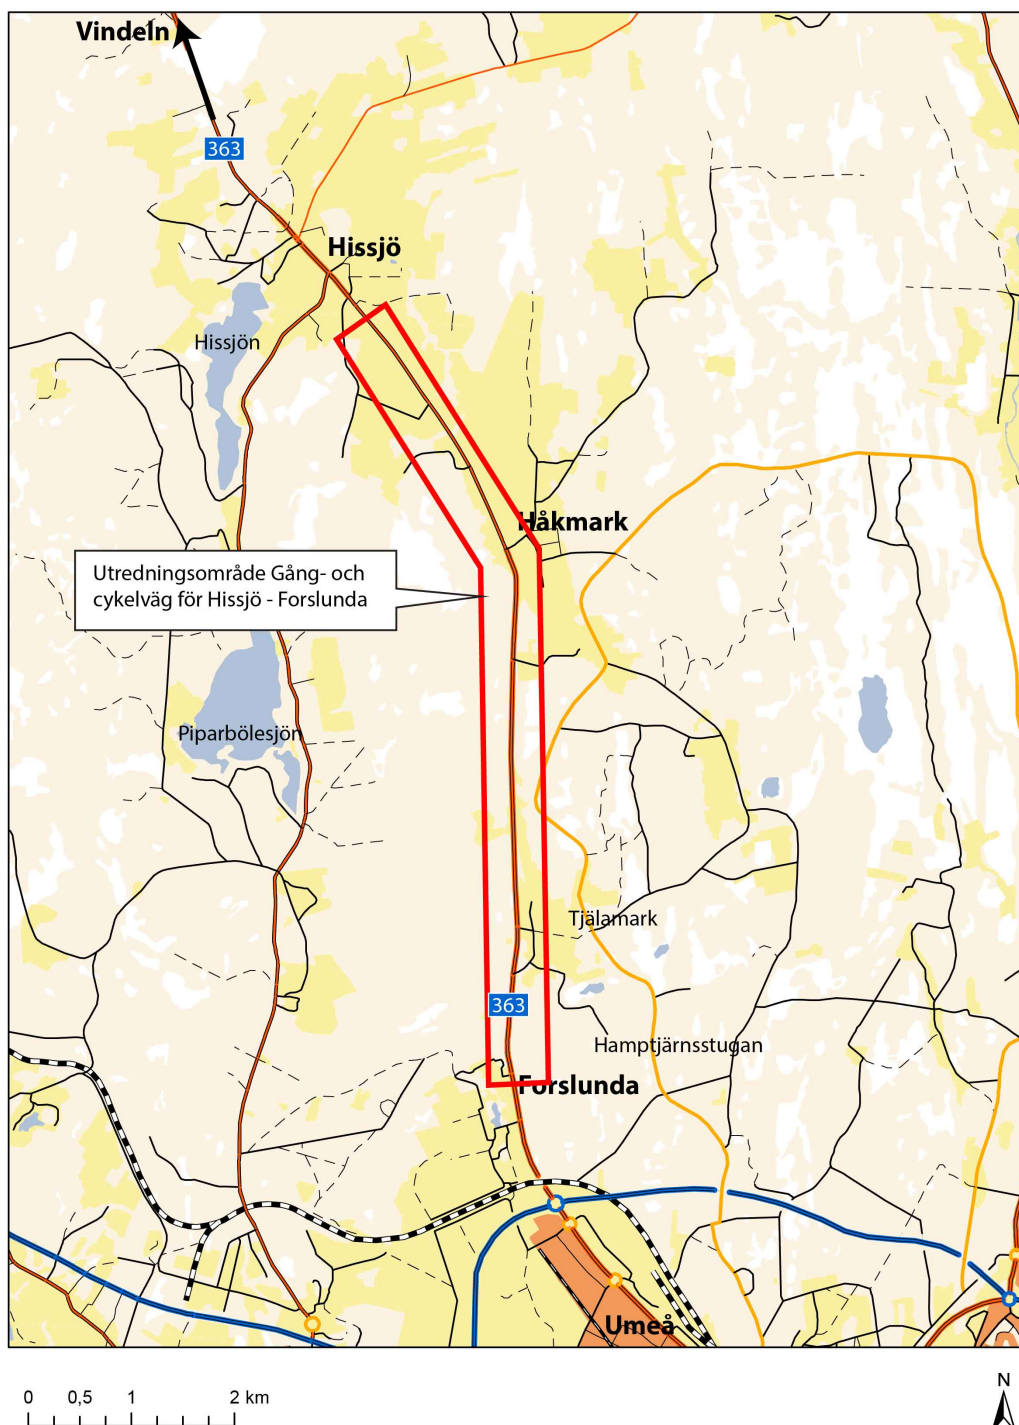 Vindeln
363
Hissjö
Hissjön
Håkmark
Utredningsområde Gång- och
cykelväg för Hissjö - Forslunda
Piparbölesjön
Tjälamark
363
Hamptjärnsstugan
Forslunda
Umeå
0 0,5 1 2 km
N